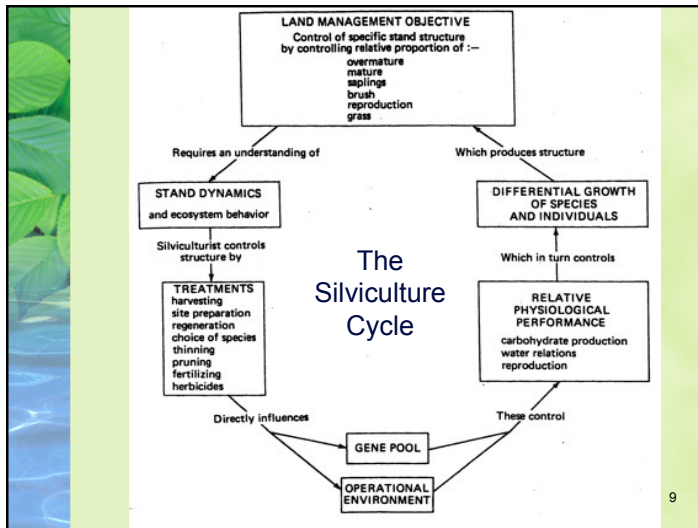 LAND MANAGEMENT OBJECTIVE
Control of specific stand structure
by controlling relative proportion of :—
overmature
mature
saplings
brush
reproduction
grass
Requires an understanding of
Which produces structure
STAND DYNAMICS
and ecosystem behavior
DIFFERENTIAL GROWTH
OF SPECIES
AND INDIVIDUALS
Silviculturist controls
structure by
The
Silviculture
Cycle
Which in turn controls
TREATMENTS
harvesting
site preparation
regeneration
choice of species
thinning
pruning
fertilizing
herbicides
RELATIVE
PHYSIOLOGICAL
PERFORMANCE
carbohydrate production
water relations
reproduction
Directly influences
These control
GENE POOL
OPERATIONAL
ENVIRONMENT
9